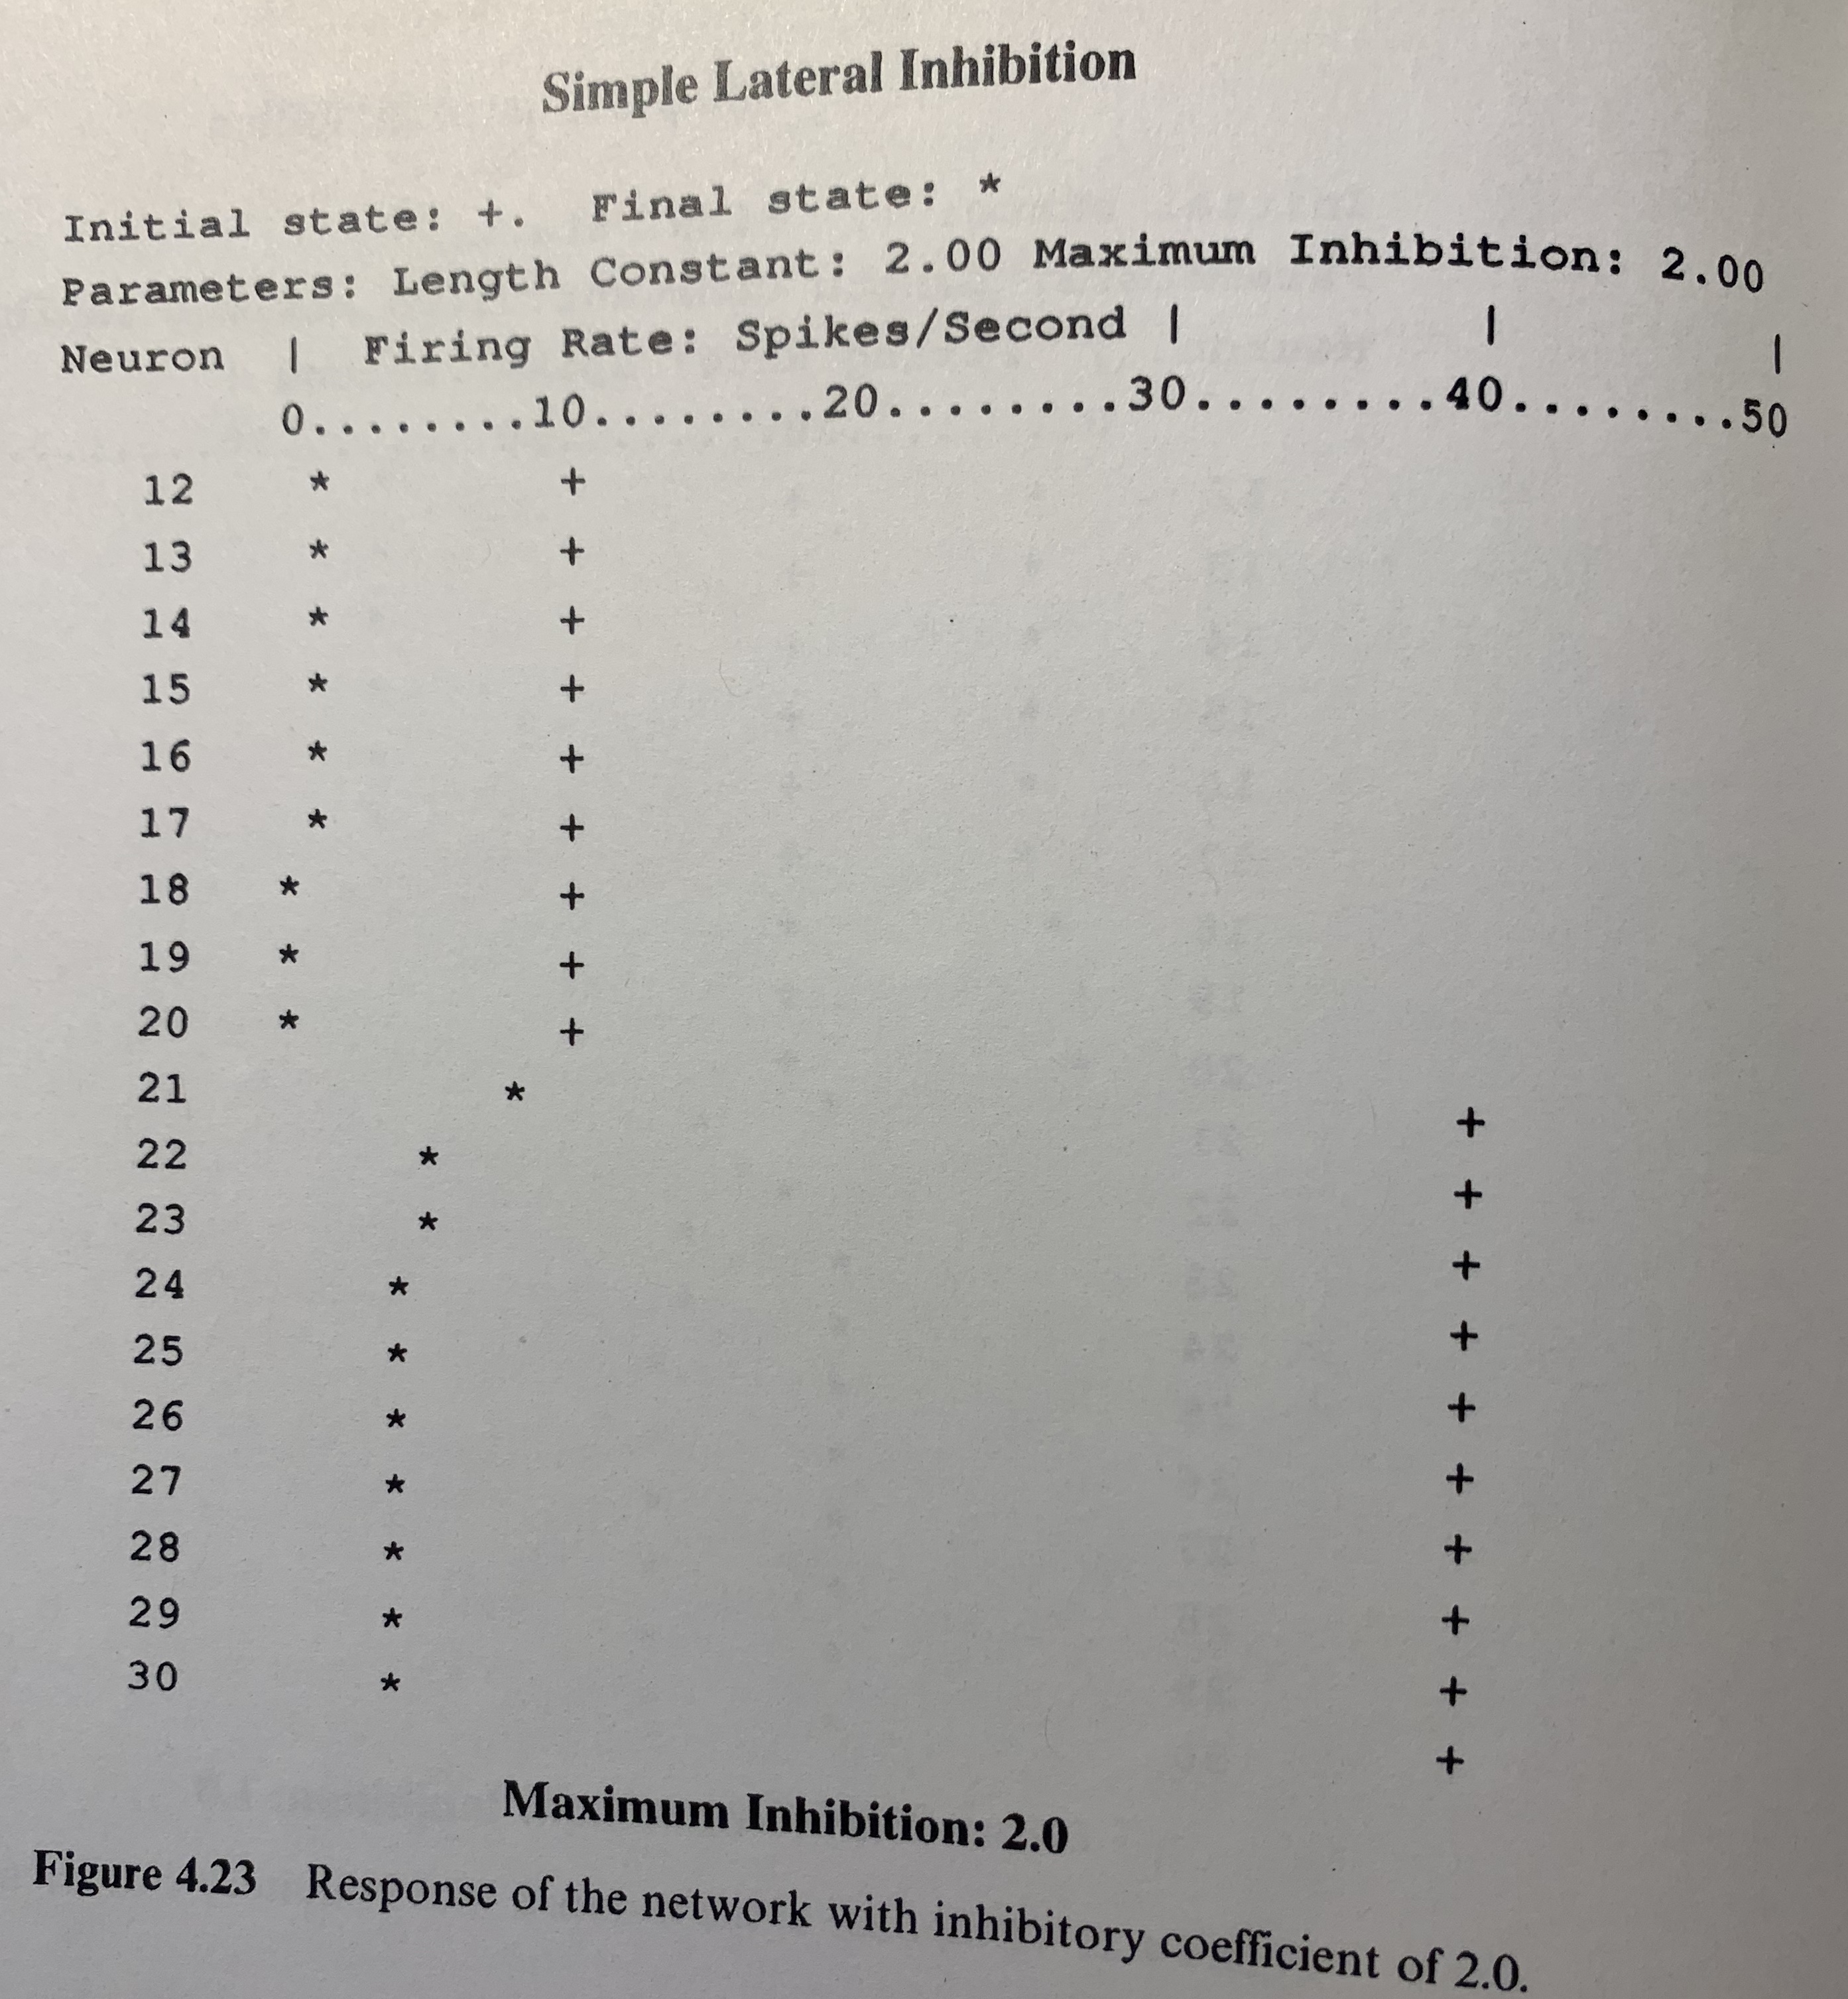 Simple Lateral Inhibition
Initial state: +. Final state: *
Parameters: Length Constant: 2.00 Maximum Inhibition: 2.00
Neuron | Firing Rate: Spikes/Second | | |
0........10........20........30........40........50
12 * +
13 * +
14 * +
15 * +
16 * +
17 * +
18 * +
19 * +
20 * +
21 * +
22 * +
23 * +
24 * +
25 * +
26 * +
27 * +
28 * +
29 * +
30 * +
Maximum Inhibition: 2.0
Figure 4.23 Response of the network with inhibitory coefficient of 2.0.